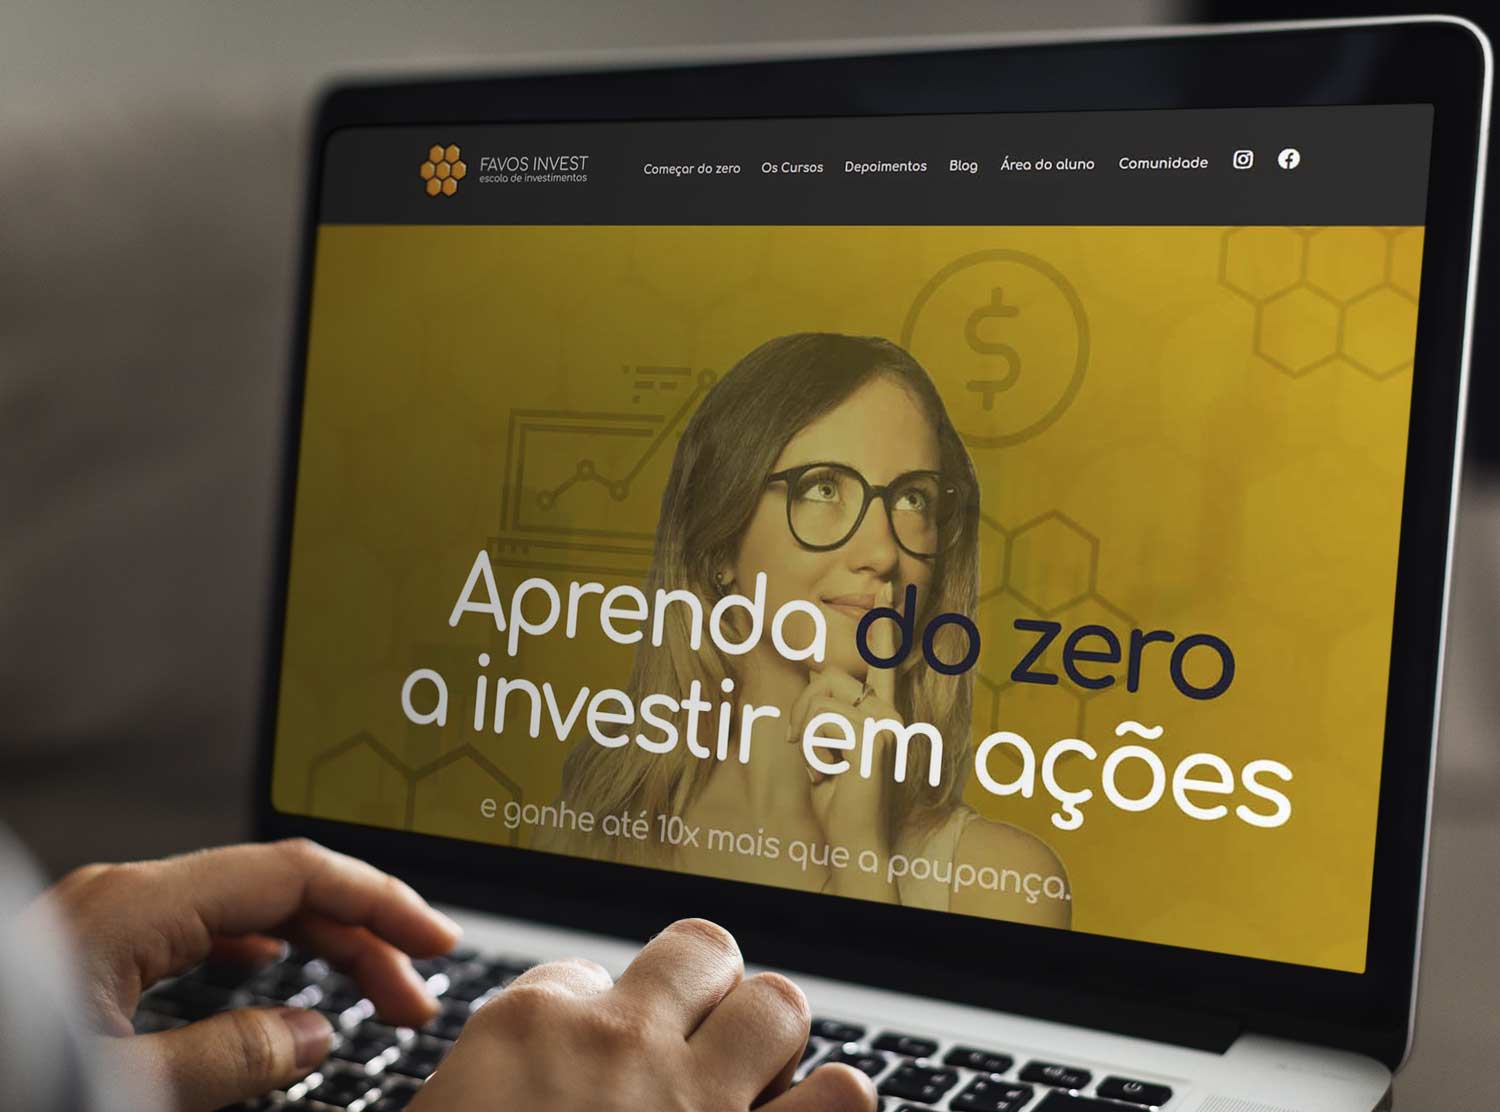 FAVOS INVEST
escola de investimentos
Começar do zero Os Cursos Depoimentos Blog Área do aluno Comunidade
$
Aprenda do zero
a investir em ações
e ganhe até 10x mais que a poupança.